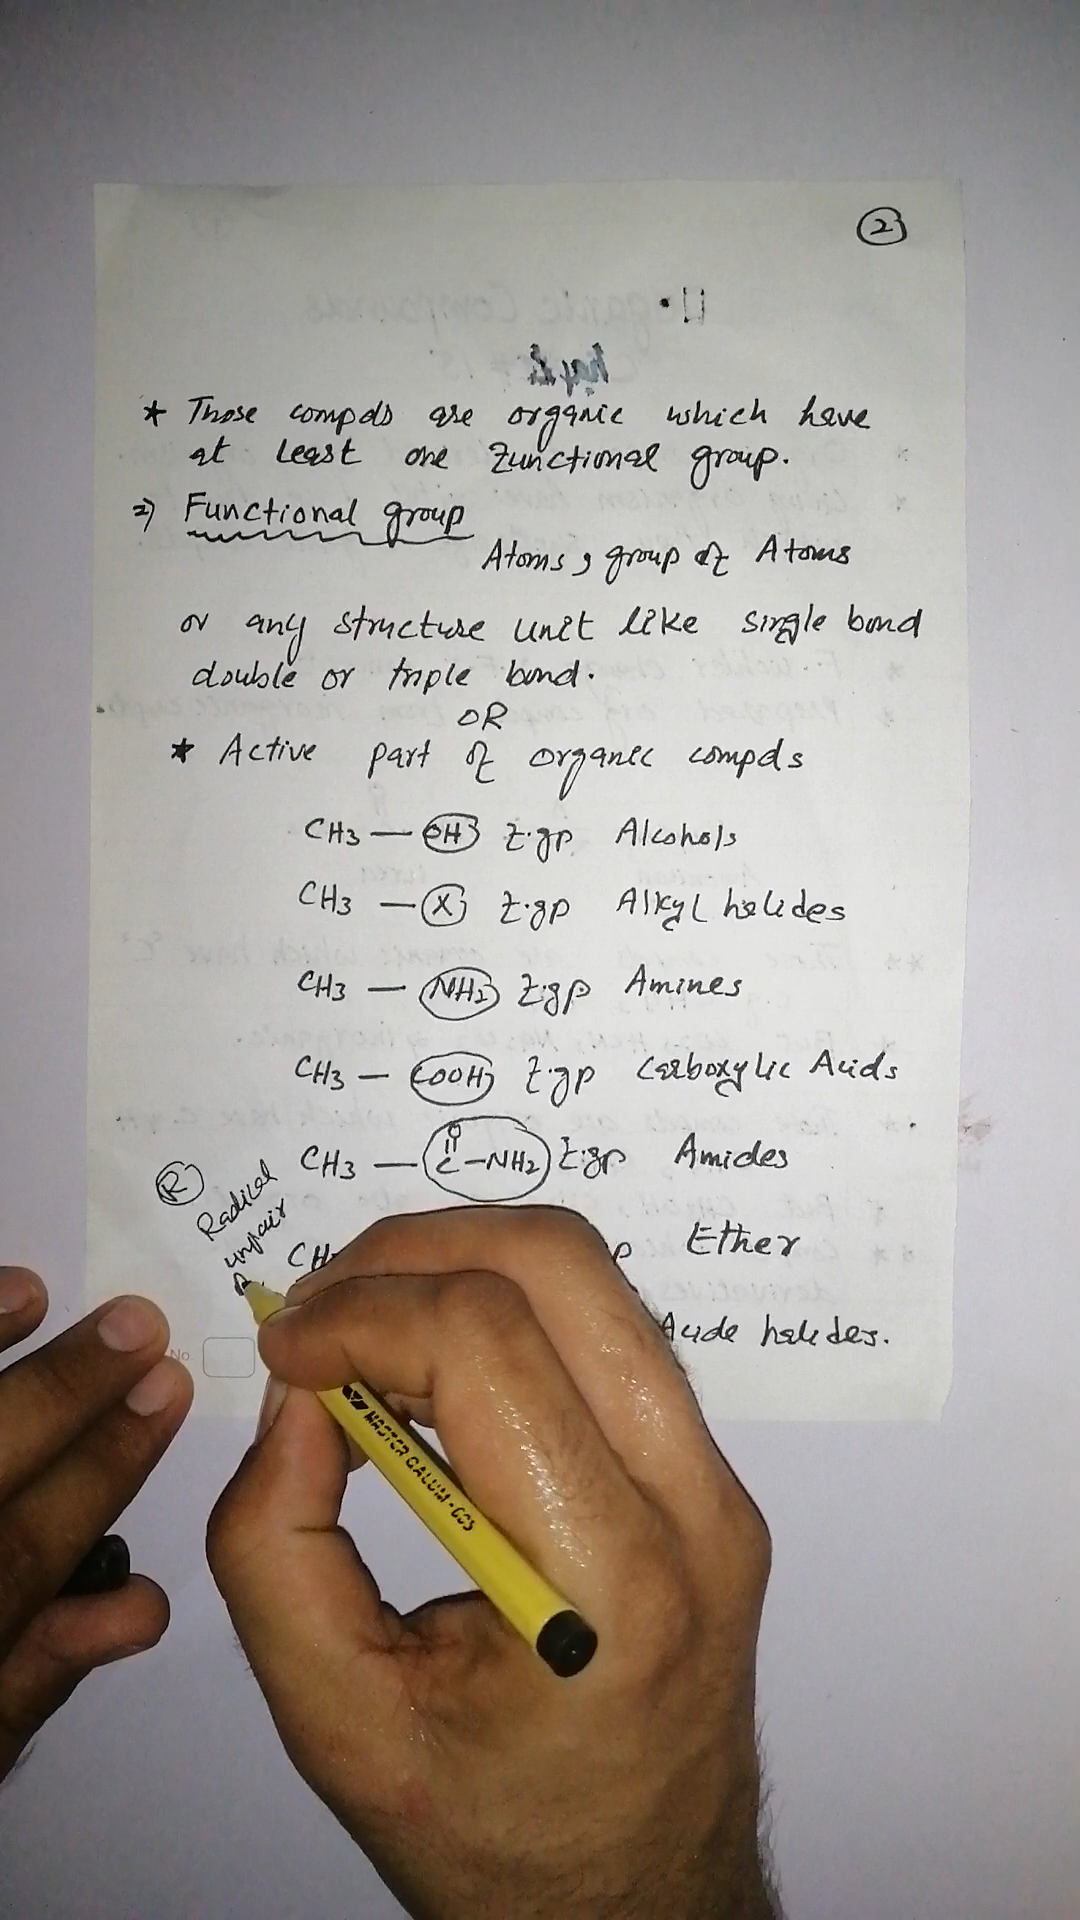 2
* Those compds are organic which have
at least one functional group.
=) Functional group
Atoms, group of Atoms
or any structure unit like single bond
double or triple bond.
OR
* Active part of organic compds
CH3 — OH f.gp Alcohols
CH3 — X f.gp Alkyl halides
CH3 — NH2 f.gp Amines
CH3 — COOH f.gp Carboxylic Acids
O
CH3 — C—NH2 f.gp Amides
R
Radical
unpair
CH3
p Ether
Acide halides.
No.
MASTER